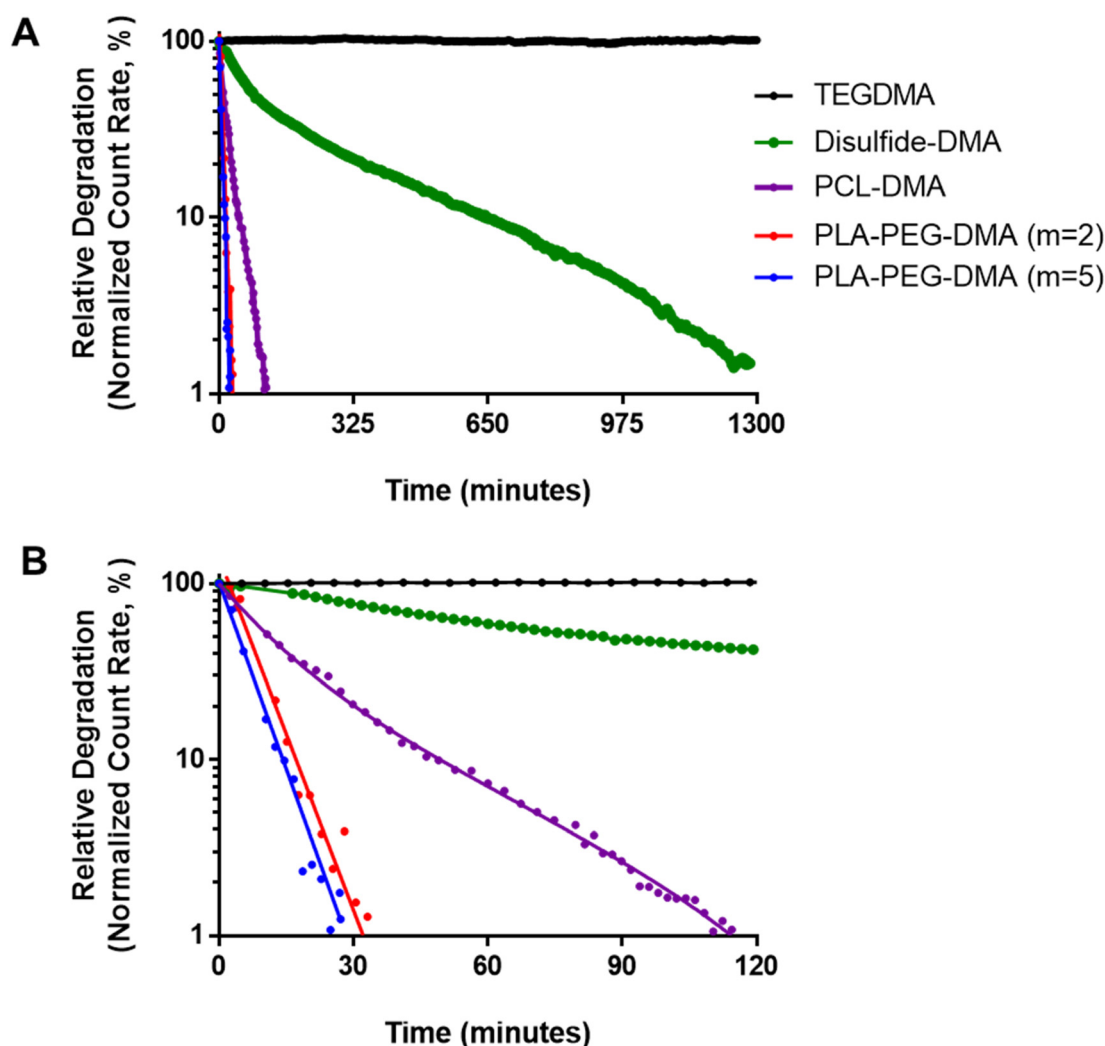 A
Relative Degradation
(Normalized Count Rate, %)
100
10
1
0
325
650
975
1300
Time (minutes)
TEGDMA
Disulfide-DMA
PCL-DMA
PLA-PEG-DMA (m=2)
PLA-PEG-DMA (m=5)
B
Relative Degradation
(Normalized Count Rate, %)
100
10
1
0
30
60
90
120
Time (minutes)